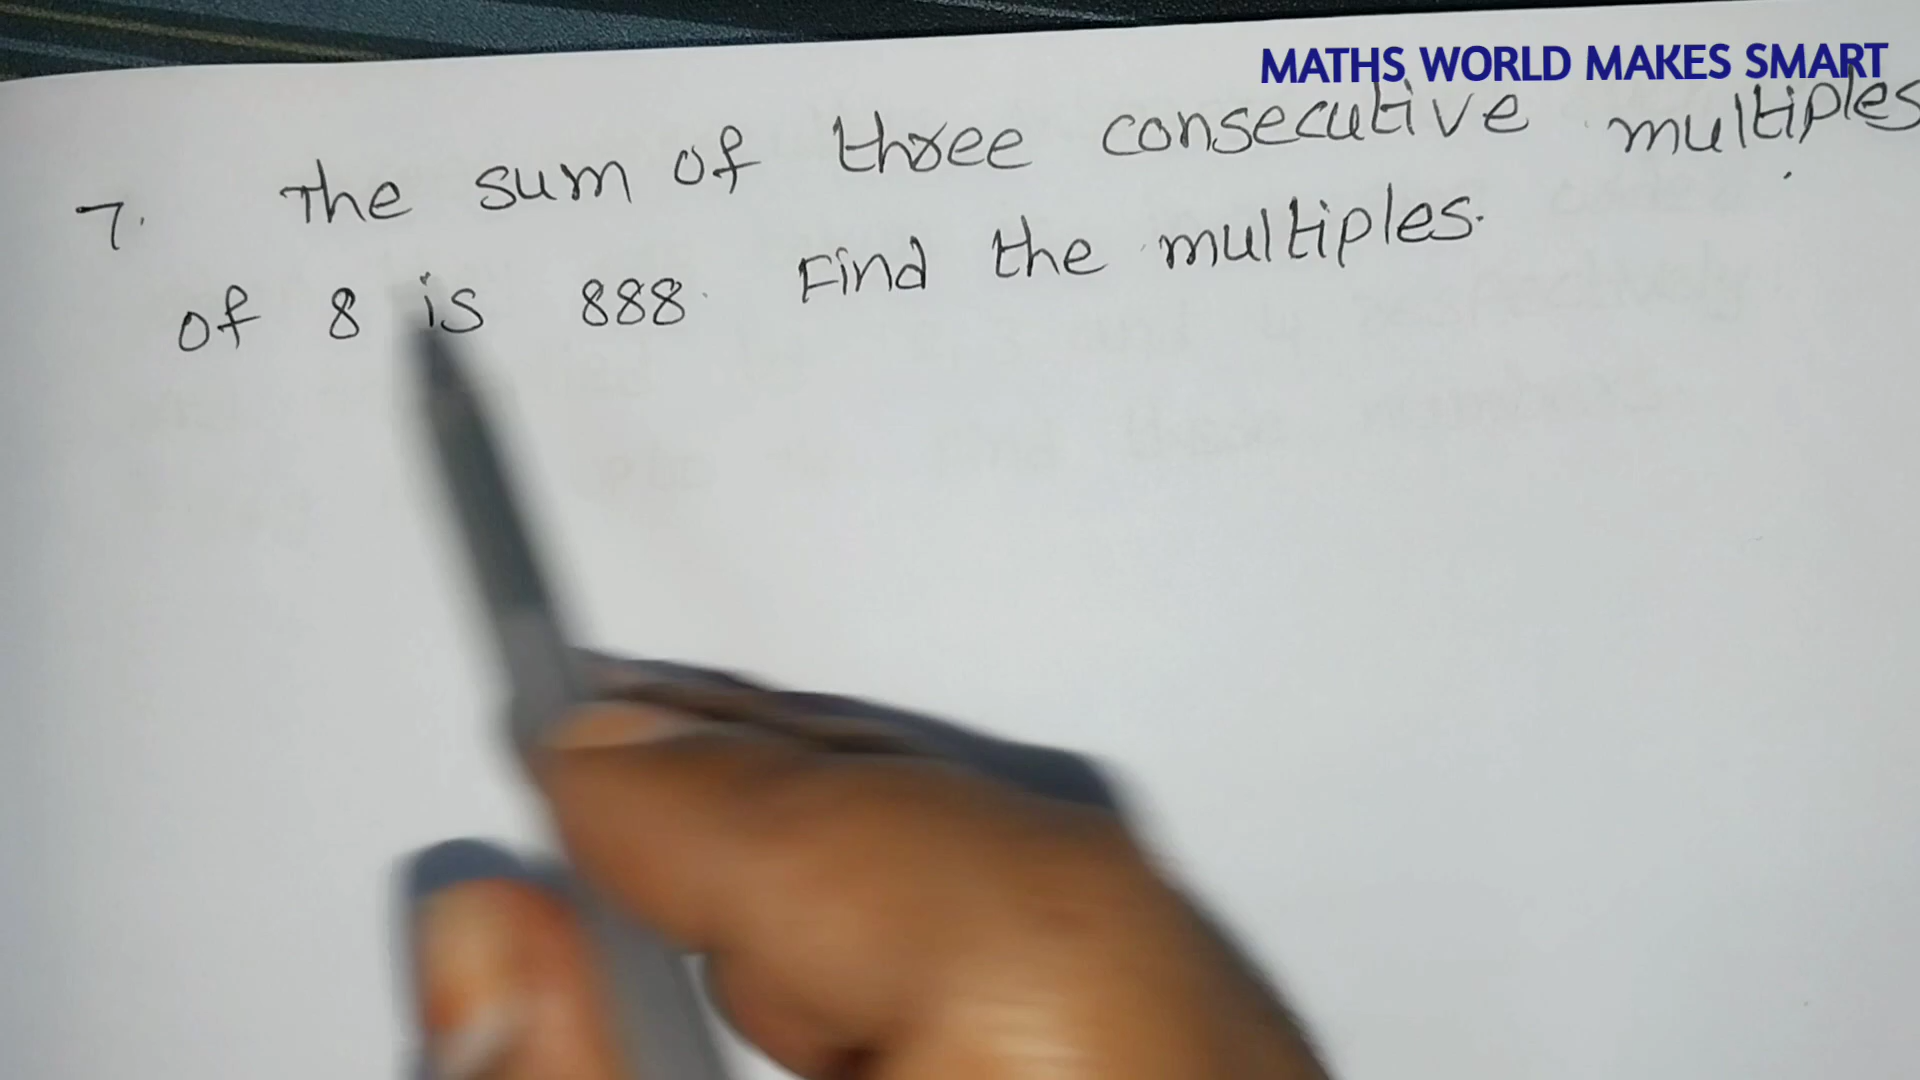 MATHS WORLD MAKES SMART
7. The sum of three consecutive multiples
of 8 is 888. Find the multiples.